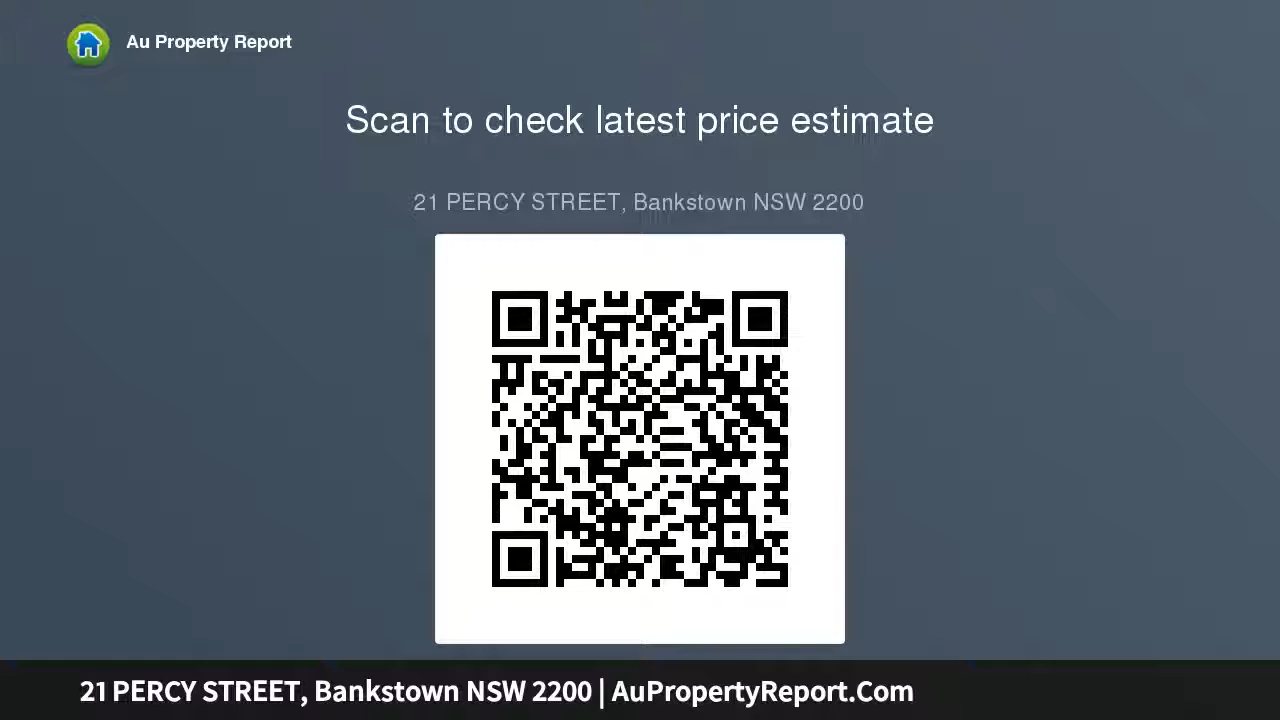 Au Property Report
Scan to check latest price estimate
21 PERCY STREET, Bankstown NSW 2200
21 PERCY STREET, Bankstown NSW 2200 | AuPropertyReport.Com